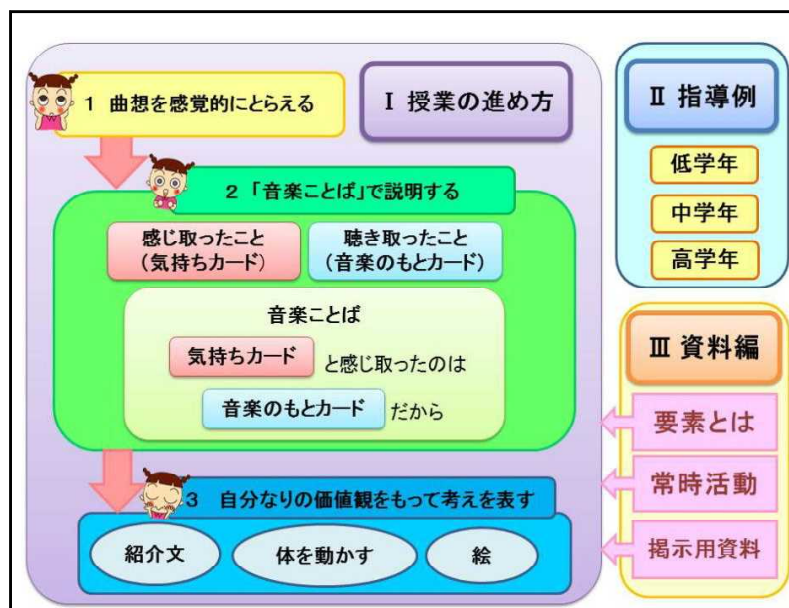 Ⅰ 授業の進め方
1 曲想を感覚的にとらえる
2 「音楽ことば」で説明する
感じ取ったこと
(気持ちカード)
聴き取ったこと
(音楽のもとカード)
音楽ことば
気持ちカード と感じ取ったのは
音楽のもとカード だから
3 自分なりの価値観をもって考えを表す
紹介文
体を動かす
絵
Ⅱ 指導例
低学年
中学年
高学年
Ⅲ 資料編
要素とは
常時活動
掲示用資料